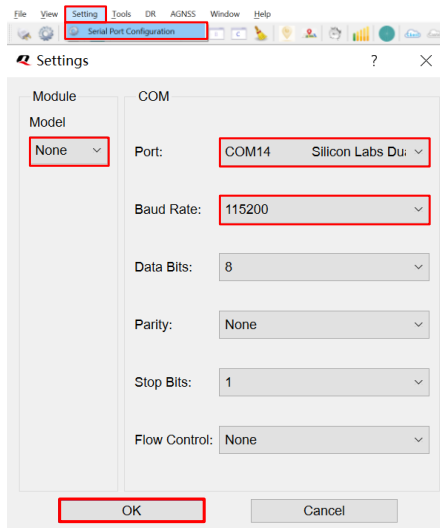 File View Setting Tools DR AGNSS Window Help
Serial Port Configuration
Settings ? ×
Module COM
Model
None
Port: COM14 Silicon Labs
Baud Rate: 115200
Data Bits: 8
Parity: None
Stop Bits: 1
Flow Control: None
OK Cancel